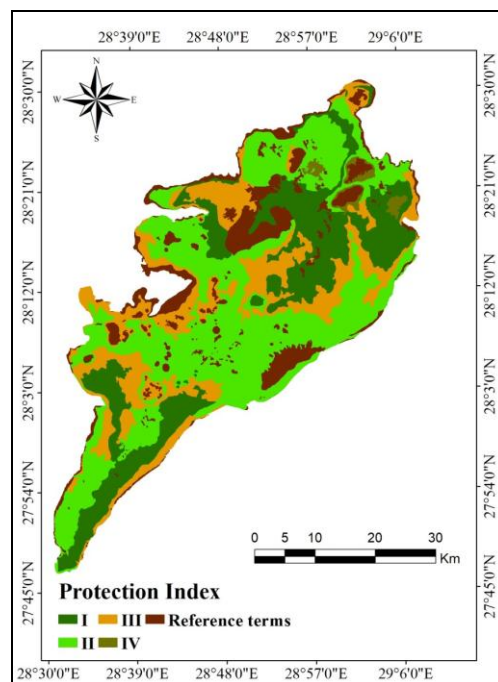 28°39'0"E 28°48'0"E 28°57'0"E 29°6'0"E
N
W E
S
28°30'0"N
28°21'0"N
28°12'0"N
28°3'0"N
27°54'0"N
27°45'0"N
28°30'0"N
28°21'0"N
28°12'0"N
28°3'0"N
27°54'0"N
27°45'0"N
0 5 10 20 30
Km
Protection Index
I III Reference terms
II IV
28°30'0"E 28°39'0"E 28°48'0"E 28°57'0"E 29°6'0"E